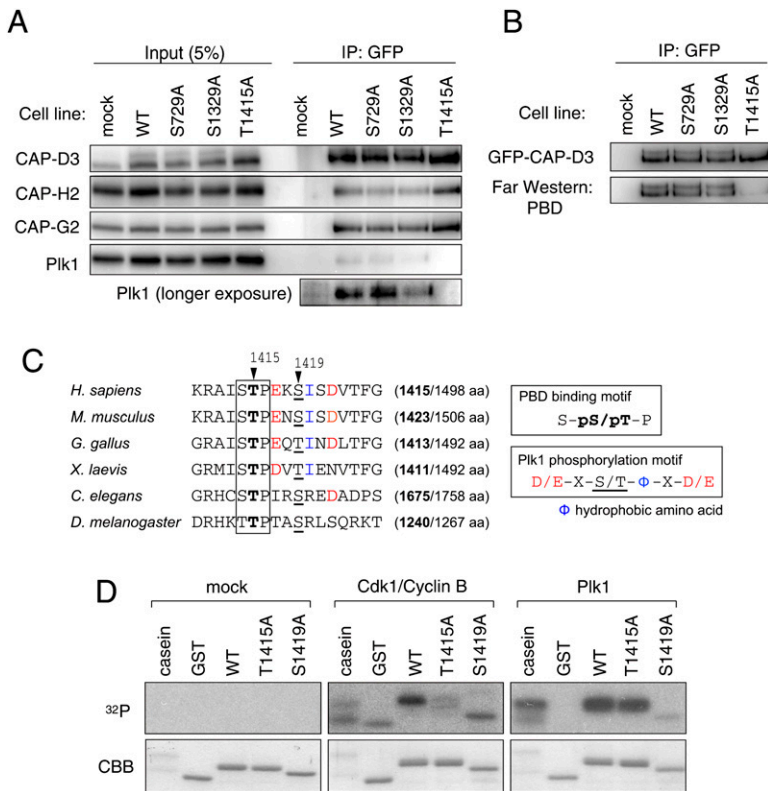 A
Input (5%)
IP: GFP
Cell line:
mock
WT
S729A
S1329A
T1415A
mock
WT
S729A
S1329A
T1415A
CAP-D3
CAP-H2
CAP-G2
Plk1
Plk1 (longer exposure)
B
IP: GFP
Cell line:
mock
WT
S729A
S1329A
T1415A
GFP-CAP-D3
Far Western:
PBD
C
1415 1419
H. sapiens KRAISTPEKSISDVTFG (1415/1498 aa)
M. musculus KRAISTPENSISDVTFG (1423/1506 aa)
G. gallus GRAISTPEQTINDLTFG (1413/1492 aa)
X. laevis GRMISTPDVTIENVTFG (1411/1492 aa)
C. elegans GRHCSTPIRSREDADPS (1675/1758 aa)
D. melanogaster DRHKTTPTASRLSQRKT (1240/1267 aa)
PBD binding motif
S-pS/pT-P
Plk1 phosphorylation motif
D/E-X-S/T-Φ-X-D/E
Φ hydrophobic amino acid
D
mock
Cdk1/Cyclin B
Plk1
casein
GST
WT
T1415A
S1419A
casein
GST
WT
T1415A
S1419A
casein
GST
WT
T1415A
S1419A
³²P
CBB